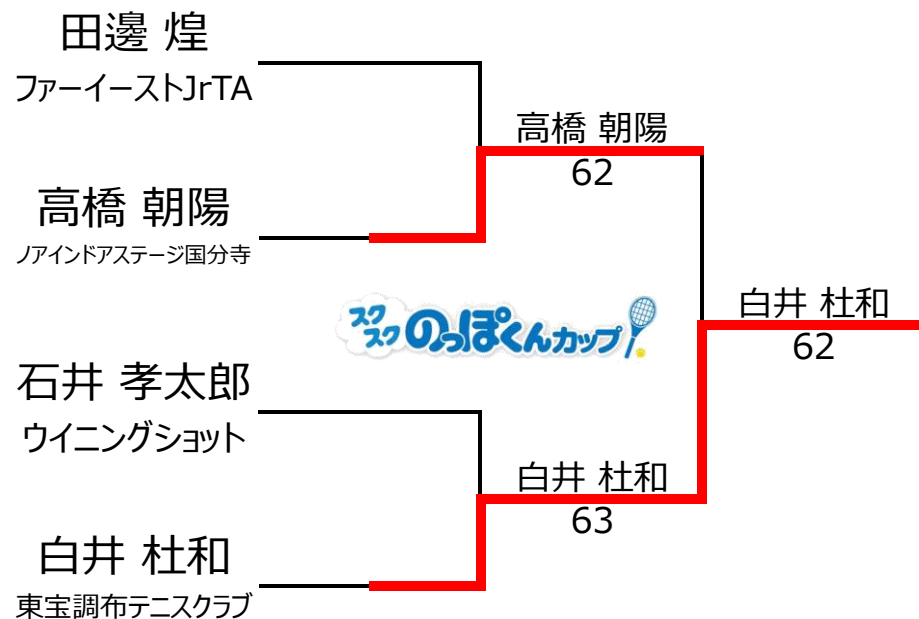 田邊 煌
ファーイーストJrTA
高橋 朝陽
62
高橋 朝陽
ノアインドアステージ国分寺
スクスクのっぽくんカップ
白井 杜和
62
石井 孝太郎
ウイニングショット
白井 杜和
63
白井 杜和
東宝調布テニスクラブ